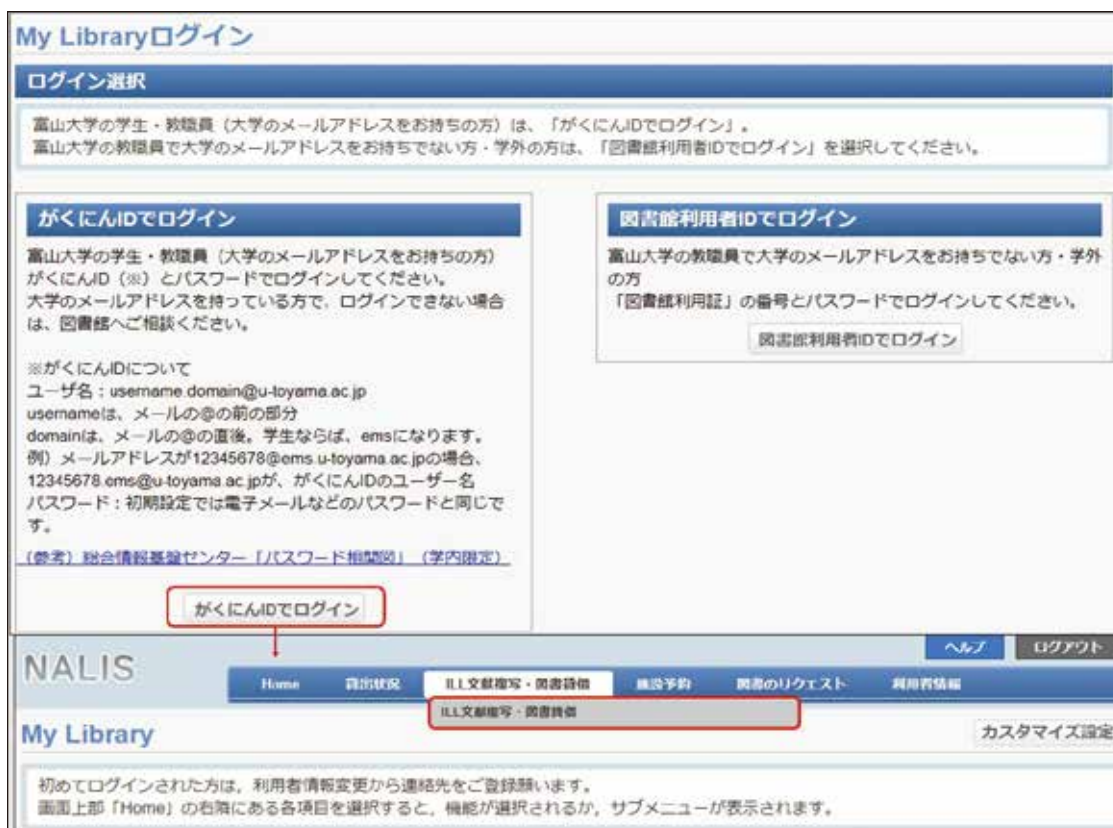 My Libraryログイン
ログイン選択
富山大学の学生・教職員（大学のメールアドレスをお持ちの方）は、「がくにんIDでログイン」。
富山大学の教職員で大学のメールアドレスをお持ちでない方・学外の方は、「図書館利用者IDでログイン」を選択してください。
がくにんIDでログイン
富山大学の学生・教職員（大学のメールアドレスをお持ちの方）
がくにんID（※）とパスワードでログインしてください。
大学のメールアドレスを持っている方で、ログインできない場合
は、図書館へご相談ください。
※がくにんIDについて
ユーザ名：username.domain@u-toyama.ac.jp
usernameは、メールの@の前の部分
domainは、メールの@の直後。学生ならば、emsになります。
例）メールアドレスが12345678@ems.u-toyama.ac.jpの場合、
12345678.ems@u-toyama.ac.jpが、がくにんIDのユーザー名
パスワード：初期設定では電子メールなどのパスワードと同じで
す。
（参考）総合情報基盤センター「パスワード相関図」（学内限定）
がくにんIDでログイン
図書館利用者IDでログイン
富山大学の教職員で大学のメールアドレスをお持ちでない方・学外
の方
「図書館利用証」の番号とパスワードでログインしてください。
図書館利用者IDでログイン
ヘルプ ログアウト
NALIS
Home 貸出状況 ILL文献複写・図書貸借 施設予約 図書のリクエスト 利用者情報
ILL文献複写・図書貸借
My Library
カスタマイズ設定
初めてログインされた方は，利用者情報変更から連絡先をご登録願います。
画面上部「Home」の右隣にある各項目を選択すると，機能が選択されるか，サブメニューが表示されます。